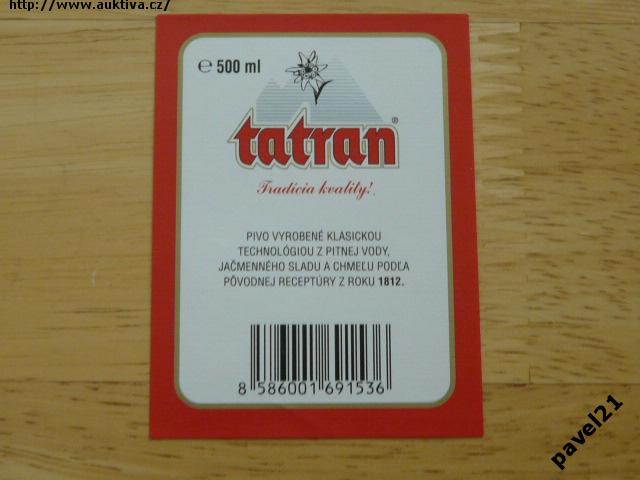 http://www.auktiva.cz/
℮ 500 ml
tatran®
Tradícia kvality!
PIVO VYROBENÉ KLASICKOU
TECHNOLÓGIOU Z PITNEJ VODY,
JAČMENNÉHO SLADU A CHMEĽU PODĽA
PÔVODNEJ RECEPTÚRY Z ROKU 1812.
8 586001 691536
pavel21